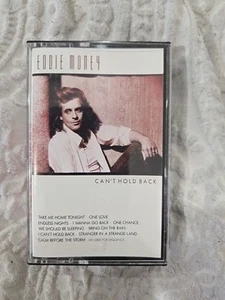 EDDIE MONEY
CAN'T HOLD BACK
TAKE ME HOME TONIGHT · ONE LOVE
ENDLESS NIGHTS · I WANNA GO BACK · ONE CHANCE
WE SHOULD BE SLEEPING · BRING ON THE RAIN
I CAN'T HOLD BACK · STRANGER IN A STRANGE LAND
CALM BEFORE THE STORM